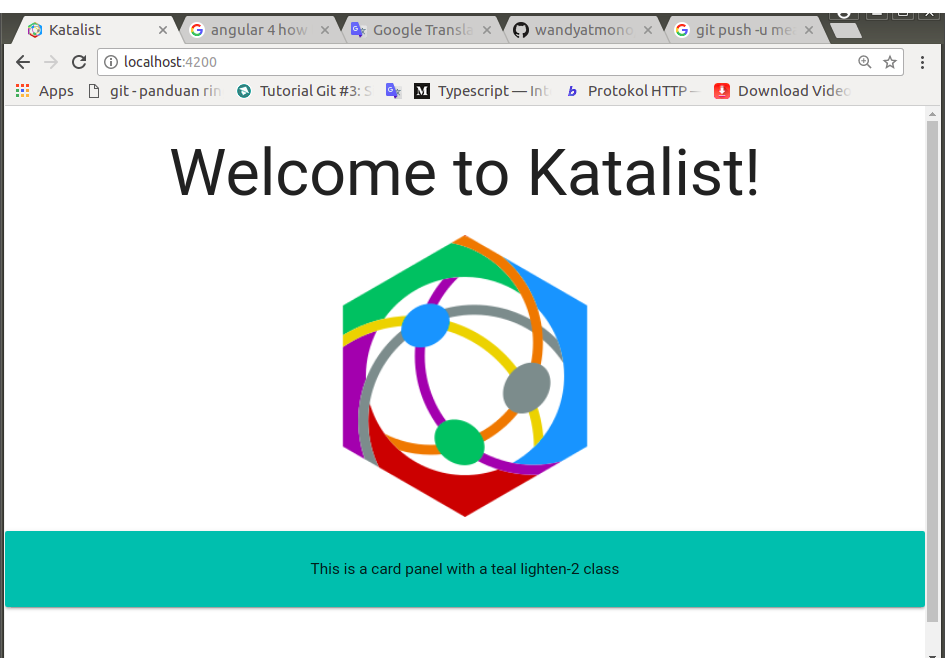 Katalist
angular 4 how
Google Transla
wandyatmono
git push -u me
localhost:4200
Apps
git - panduan rin
Tutorial Git #3: S
M
Typescript — Int
b
Protokol HTTP —
Download Video
Welcome to Katalist!
This is a card panel with a teal lighten-2 class